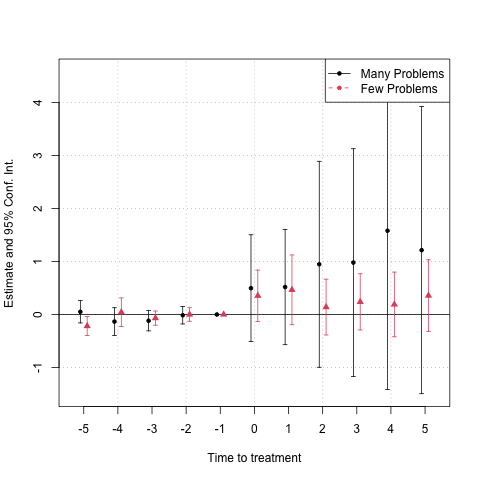 Many Problems
Few Problems
Estimate and 95% Conf. Int.
4
3
2
1
0
-1
-5 -4 -3 -2 -1 0 1 2 3 4 5
Time to treatment